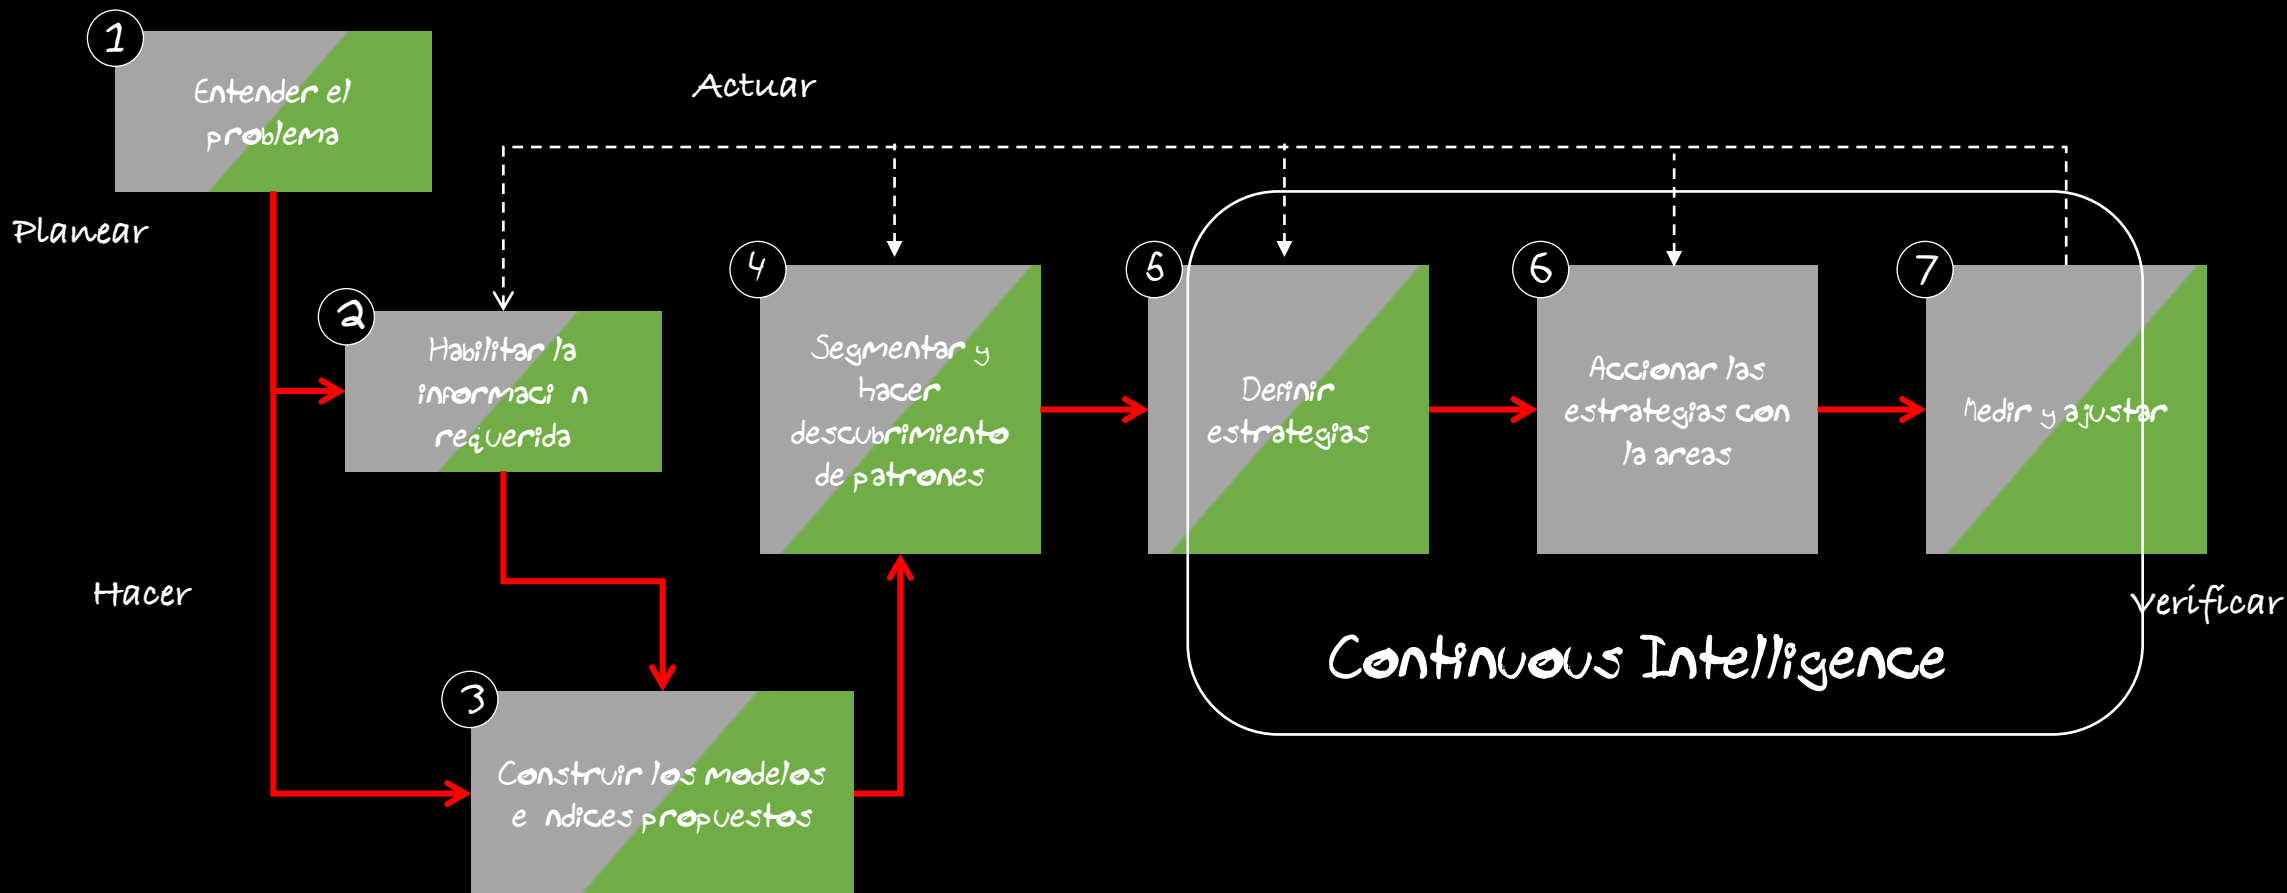 1
Entender el
problema
Actuar
Planear
2
Habilitar la
informaci n
requerida
4
Segmentar y
hacer
descubrimiento
de patrones
5
Definir
estrategias
6
Accionar las
estrategias con
la areas
7
Medir y ajustar
Hacer
Verificar
Continuous Intelligence
3
Construir los modelos
e ndices propuestos